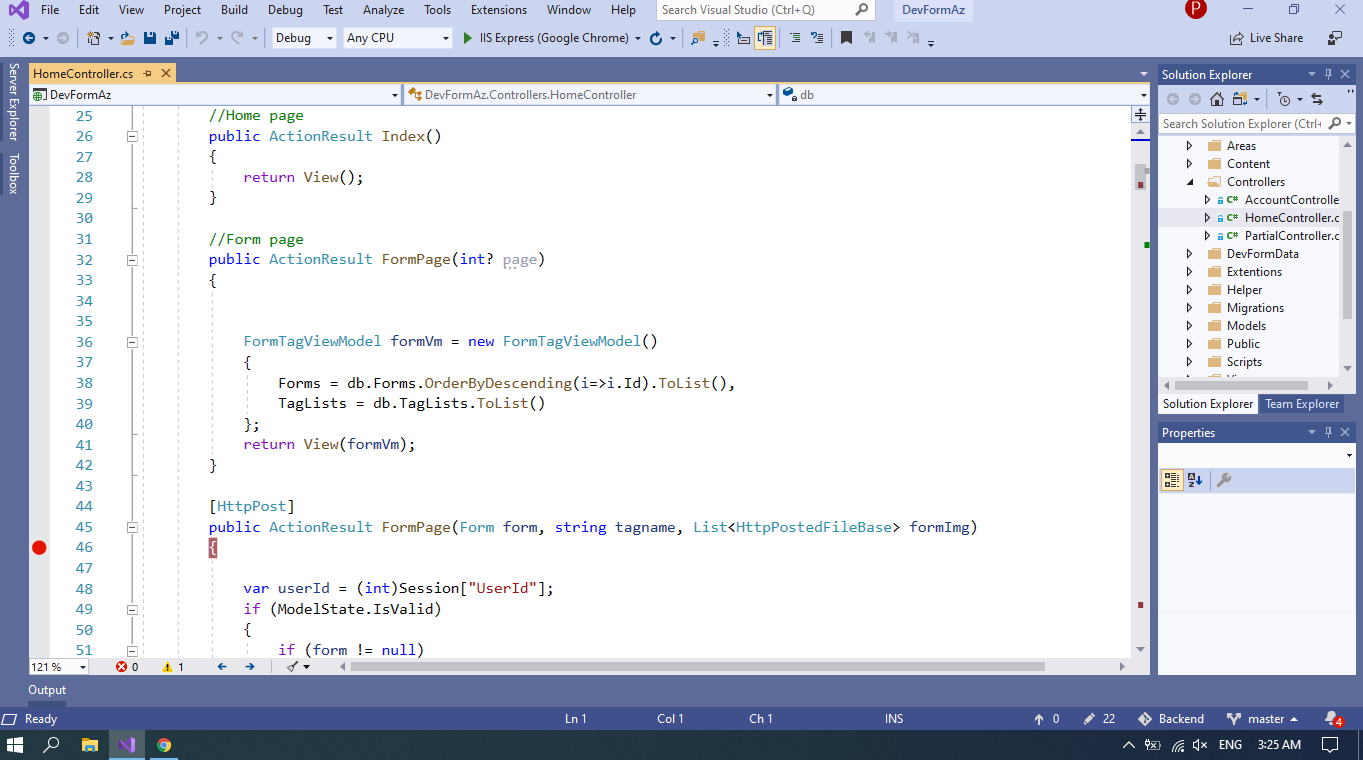 File Edit View Project Build Debug Test Analyze Tools Extensions Window Help Search Visual Studio (Ctrl+Q) DevFormAz P
Debug Any CPU IIS Express (Google Chrome) Live Share
Server Explorer
Toolbox
HomeController.cs
DevFormAz DevFormAz.Controllers.HomeController db
25 //Home page
26 public ActionResult Index()
27 {
28 return View();
29 }
30
31 //Form page
32 public ActionResult FormPage(int? page)
33 {
34
35
36 FormTagViewModel formVm = new FormTagViewModel()
37 {
38 Forms = db.Forms.OrderByDescending(i=>i.Id).ToList(),
39 TagLists = db.TagLists.ToList()
40 };
41 return View(formVm);
42 }
43
44 [HttpPost]
45 public ActionResult FormPage(Form form, string tagname, List<HttpPostedFileBase> formImg)
46 {
47
48 var userId = (int)Session["UserId"];
49 if (ModelState.IsValid)
50 {
51 if (form != null)
121 % 0 1
Solution Explorer
Search Solution Explorer (Ctrl+
Areas
Content
Controllers
C# AccountControlle
C# HomeController.c
C# PartialController.c
DevFormData
Extentions
Helper
Migrations
Models
Public
Scripts
Solution Explorer Team Explorer
Properties
Output
Ready Ln 1 Col 1 Ch 1 INS 0 22 Backend master 4
ENG 3:25 AM